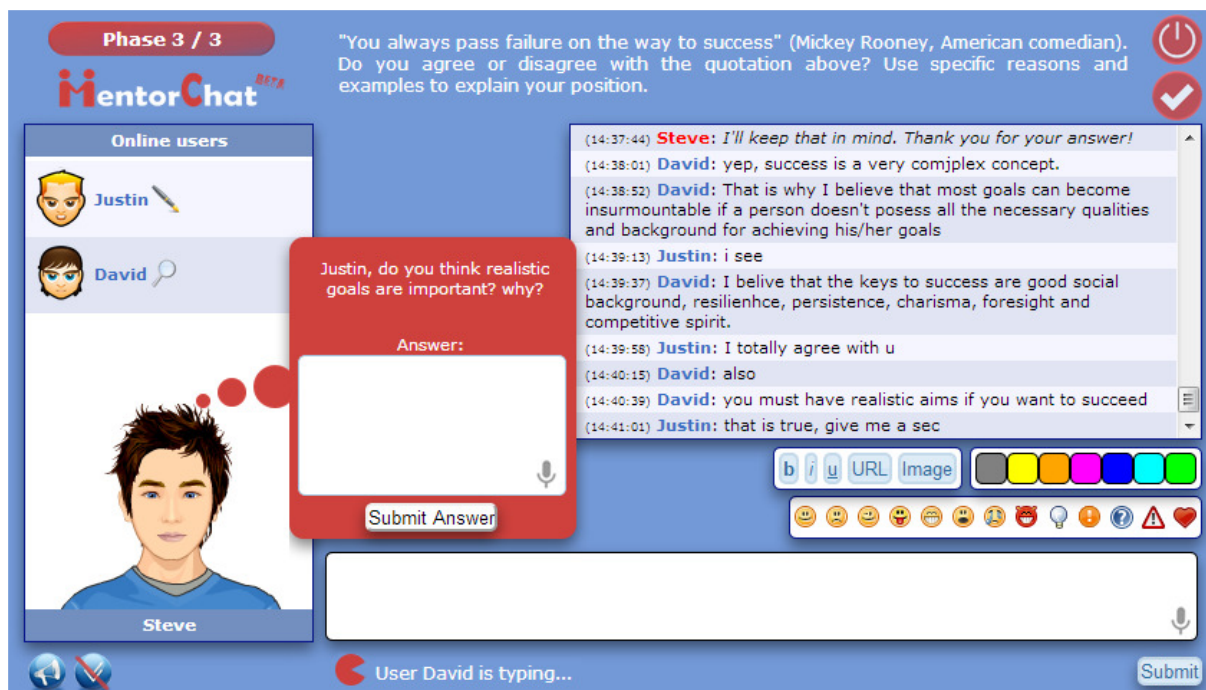 Phase 3 / 3
MentorChat BETA
"You always pass failure on the way to success" (Mickey Rooney, American comedian).
Do you agree or disagree with the quotation above? Use specific reasons and
examples to explain your position.
Online users
Justin
David
Steve
Justin, do you think realistic
goals are important? why?
Answer:
Submit Answer
(14:37:44) Steve: I'll keep that in mind. Thank you for your answer!
(14:38:01) David: yep, success is a very comjplex concept.
(14:38:52) David: That is why I believe that most goals can become
insurmountable if a person doesn't posess all the necessary qualities
and background for achieving his/her goals
(14:39:13) Justin: i see
(14:39:37) David: I belive that the keys to success are good social
background, resilienhce, persistence, charisma, foresight and
competitive spirit.
(14:39:58) Justin: I totally agree with u
(14:40:15) David: also
(14:40:39) David: you must have realistic aims if you want to succeed
(14:41:01) Justin: that is true, give me a sec
b i u URL Image
User David is typing...
Submit